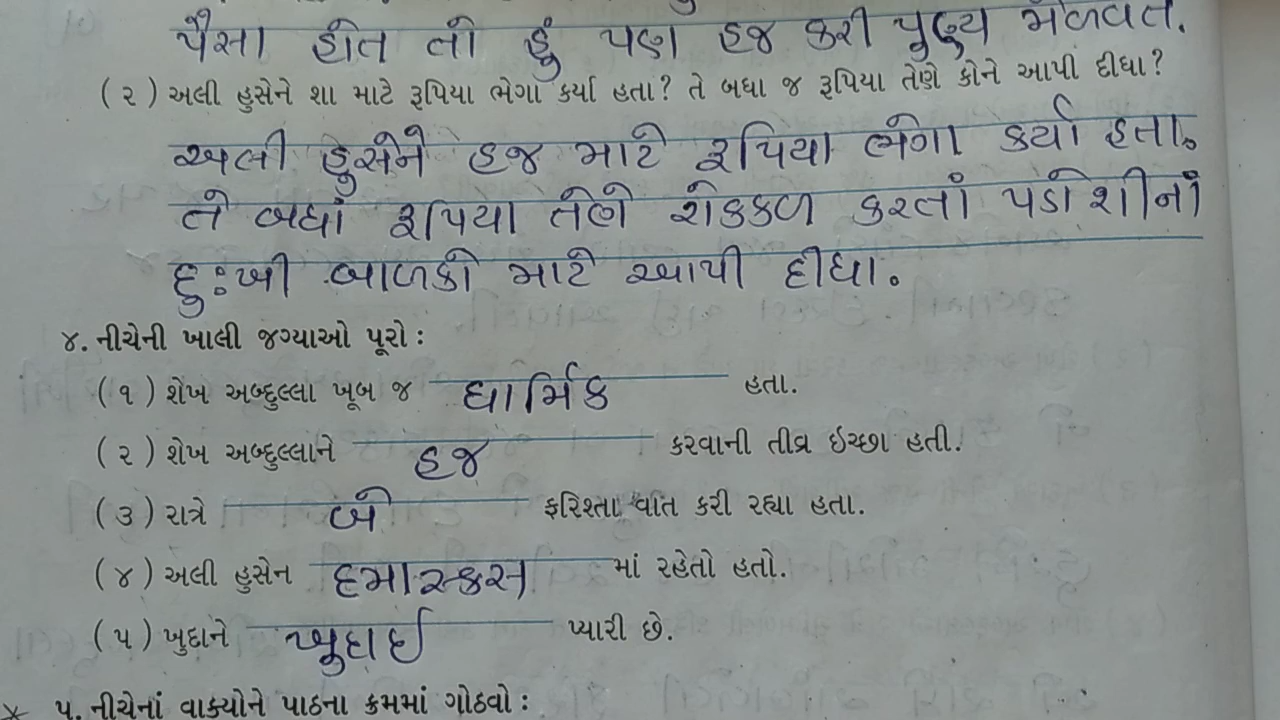 પૈસા હોત તો હું પણ હજ કરી પુણ્ય મેળવત.
(૨) અલી હુસેને શા માટે રૂપિયા ભેગા કર્યા હતા? તે બધા જ રૂપિયા તેણે કોને આપી દીધા?
અલી હુસેને હજ માટે રૂપિયા ભેગા કર્યા હતા.
તે બધાં રૂપિયા તેણે રોકકળ કરતાં પડોશીનાં
દુઃખી બાળકો માટે આપી દીધા.
૪. નીચેની ખાલી જગ્યાઓ પૂરો :
(૧) શેખ અબ્દુલ્લા ખૂબ જ ધાર્મિક હતા.
(૨) શેખ અબ્દુલ્લાને હજ કરવાની તીવ્ર ઇચ્છા હતી.
(૩) રાત્રે બે ફરિશ્તા વાત કરી રહ્યા હતા.
(૪) અલી હુસેન દમાસ્કસ માં રહેતો હતો.
(૫) ખુદાને ખુદાઈ પ્યારી છે.
* ૫. નીચેનાં વાક્યોને પાઠના ક્રમમાં ગોઠવો :